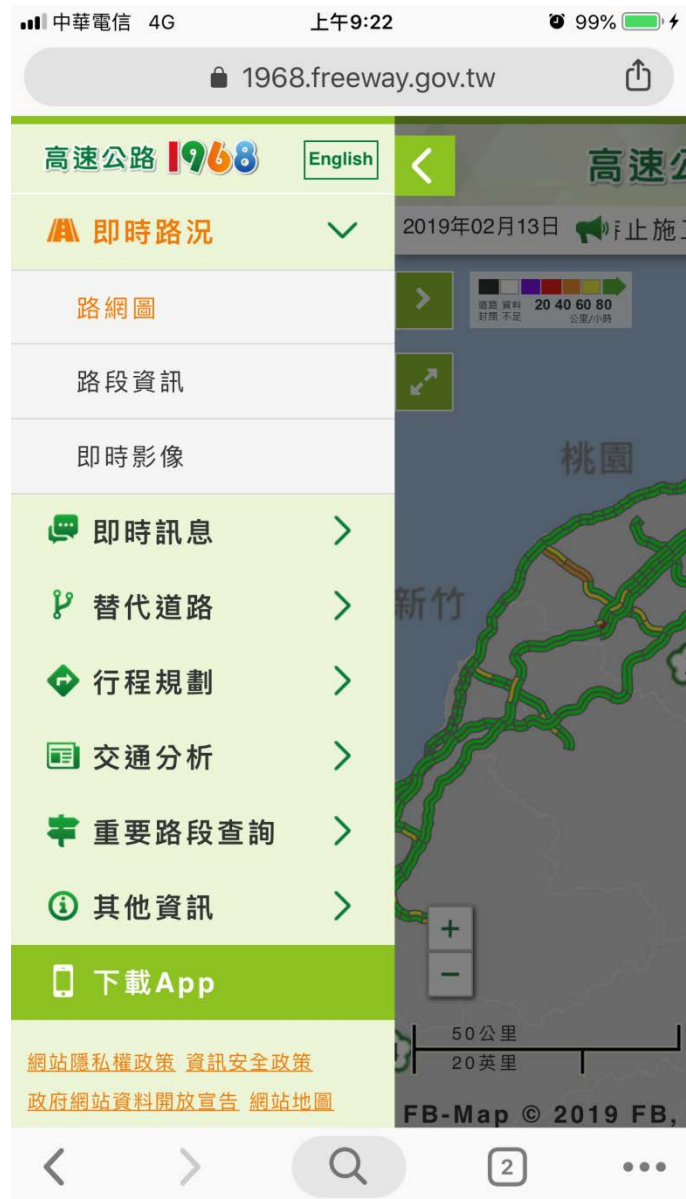 中華電信 4G 上午9:22 99%
1968.freeway.gov.tw
高速公路 1968 English
高速公
即時路況
2019年02月13日
止施
路網圖
道路 資料 20 40 60 80
封閉 不足 公里/小時
路段資訊
即時影像
桃園
即時訊息
替代道路
新竹
行程規劃
交通分析
重要路段查詢
其他資訊
+
下載App
−
50公里
20英里
網站隱私權政策 資訊安全政策
政府網站資料開放宣告 網站地圖
FB-Map © 2019 FB,
2